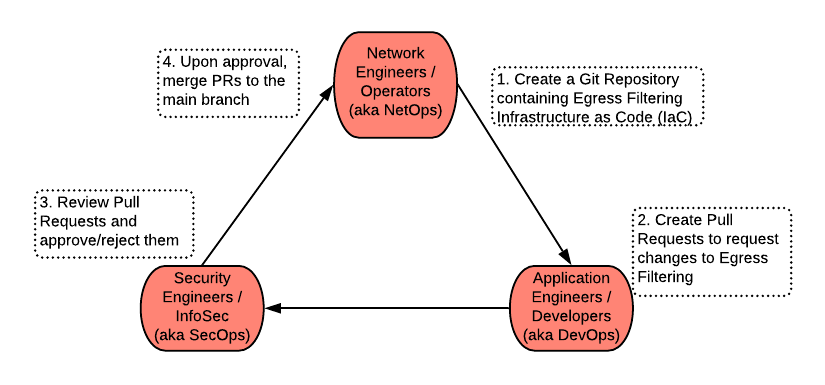 Network
Engineers /
Operators
(aka NetOps)
1. Create a Git Repository
containing Egress Filtering
Infrastructure as Code (IaC)
2. Create Pull
Requests to request
changes to Egress
Filtering
Application
Engineers /
Developers
(aka DevOps)
Security
Engineers /
InfoSec
(aka SecOps)
3. Review Pull
Requests and
approve/reject them
4. Upon approval,
merge PRs to the
main branch